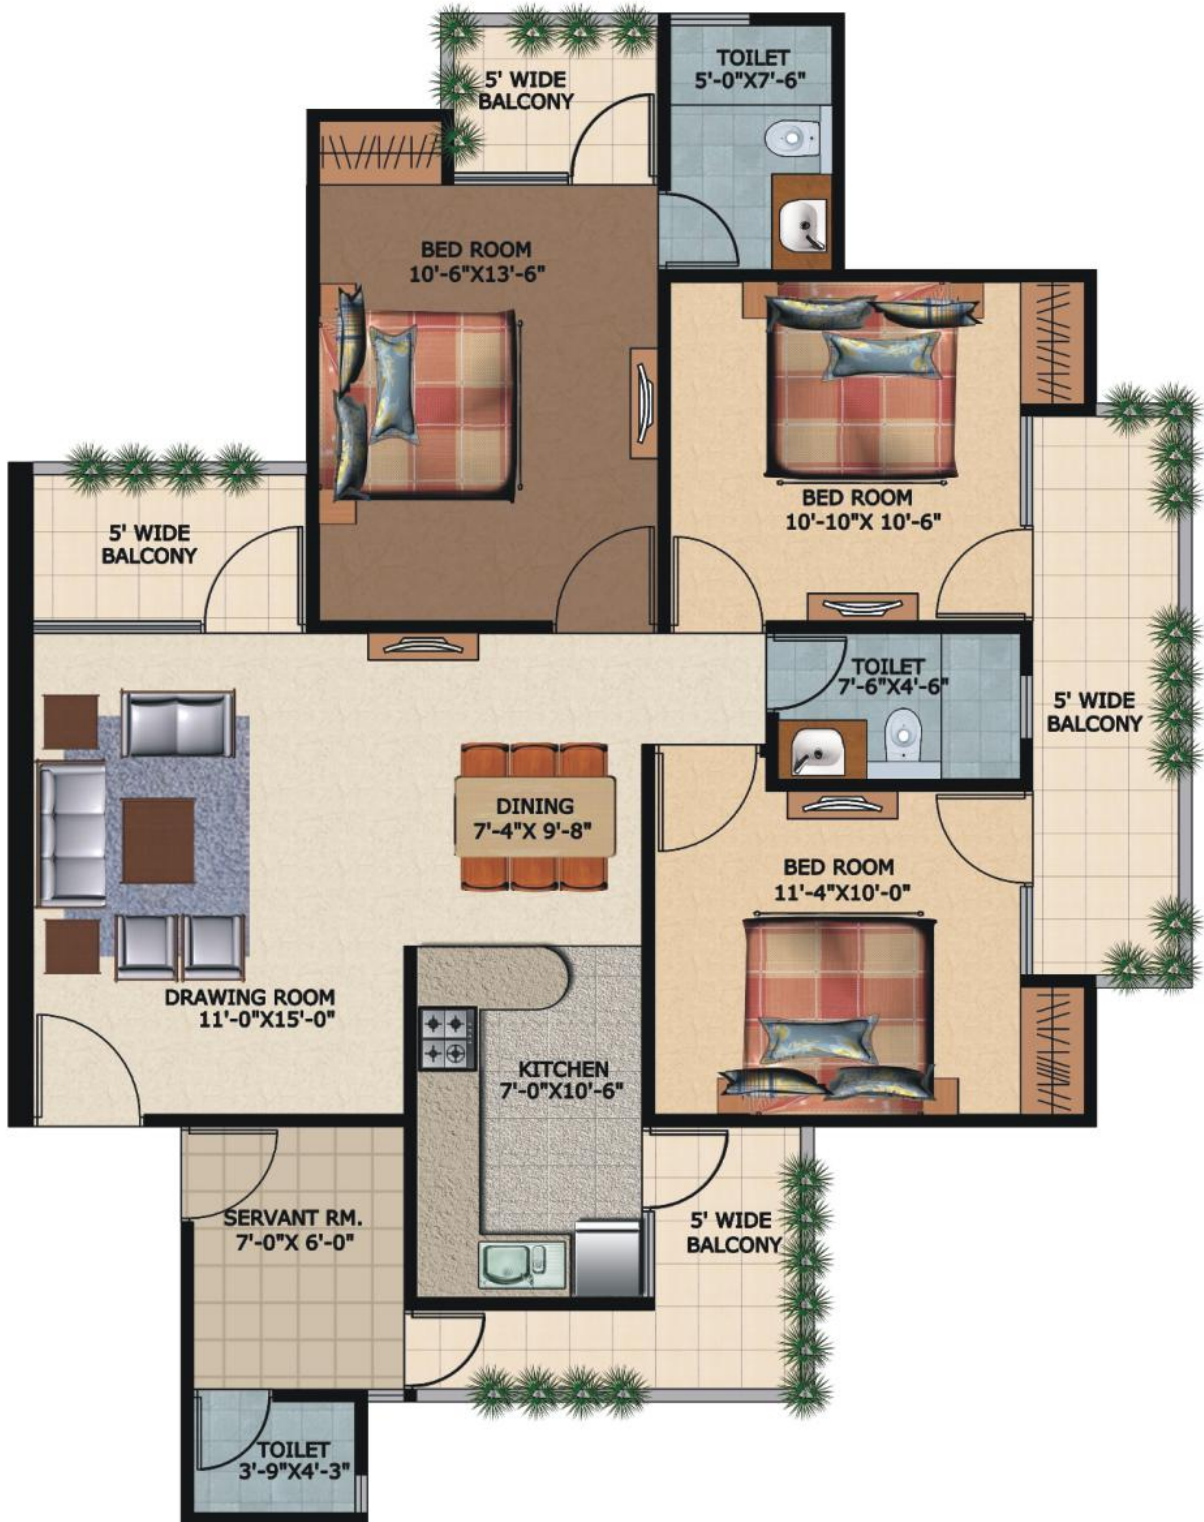 TOILET
5'-0"X7'-6"
5' WIDE
BALCONY
BED ROOM
10'-6"X13'-6"
BED ROOM
10'-10"X 10'-6"
5' WIDE
BALCONY
TOILET
7'-6"X4'-6"
5' WIDE
BALCONY
DINING
7'-4"X 9'-8"
BED ROOM
11'-4"X10'-0"
DRAWING ROOM
11'-0"X15'-0"
KITCHEN
7'-0"X10'-6"
SERVANT RM.
7'-0"X 6'-0"
5' WIDE
BALCONY
TOILET
3'-9"X4'-3"